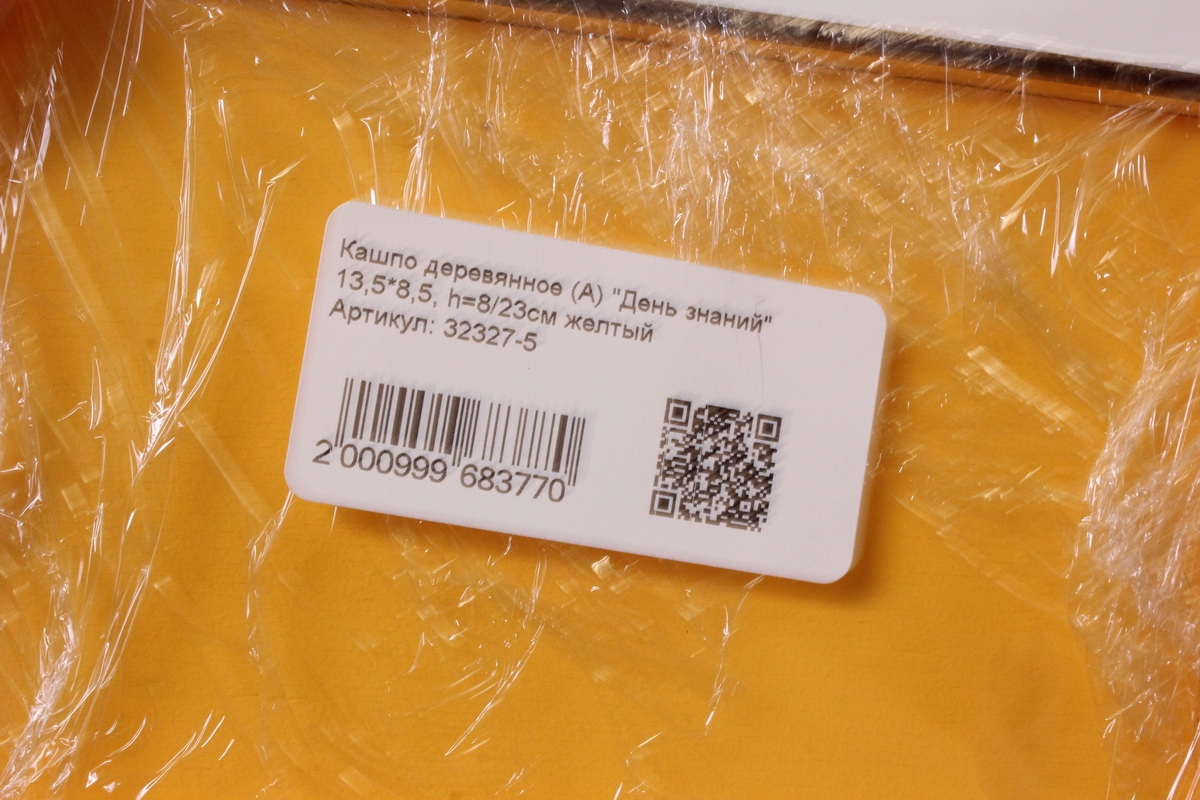 Кашпо деревянное (А) "День знаний"
13,5*8,5, h=8/23см желтый
Артикул: 32327-5
2 000999 683770